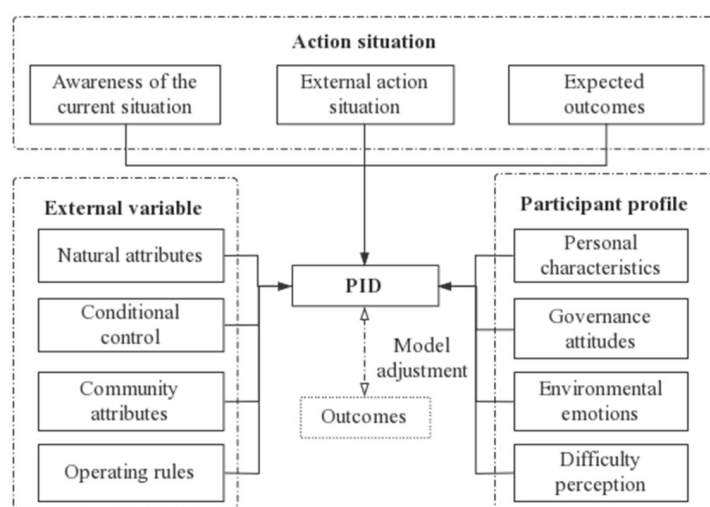 Action situation
Awareness of the
current situation
External action
situation
Expected
outcomes
External variable
Natural attributes
Conditional
control
Community
attributes
Operating rules
PID
Model
adjustment
Outcomes
Participant profile
Personal
characteristics
Governance
attitudes
Environmental
emotions
Difficulty
perception